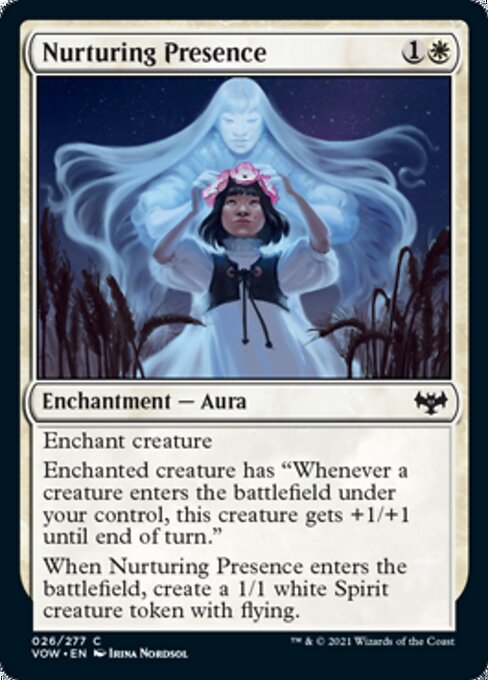 Nurturing Presence 1
Enchantment — Aura
Enchant creature
Enchanted creature has “Whenever a
creature enters the battlefield under
your control, this creature gets +1/+1
until end of turn.”
When Nurturing Presence enters the
battlefield, create a 1/1 white Spirit
creature token with flying.
026/277 C
VOW • EN Irina Nordsol
™ & © 2021 Wizards of the Coast